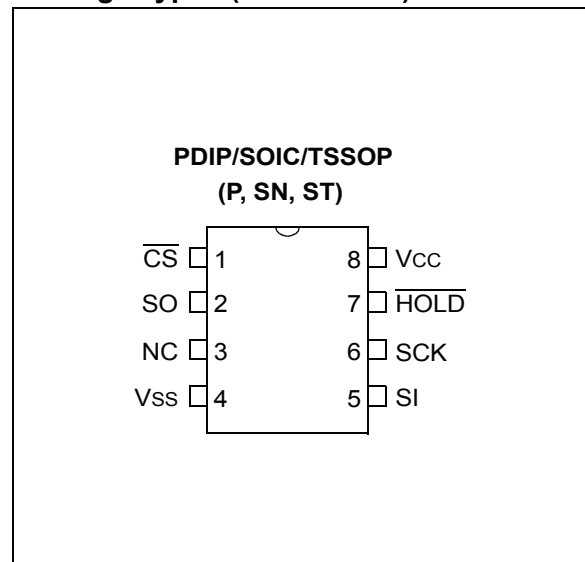 PDIP/SOIC/TSSOP
(P, SN, ST)
CS 1 8 VCC
SO 2 7 HOLD
NC 3 6 SCK
VSS 4 5 SI